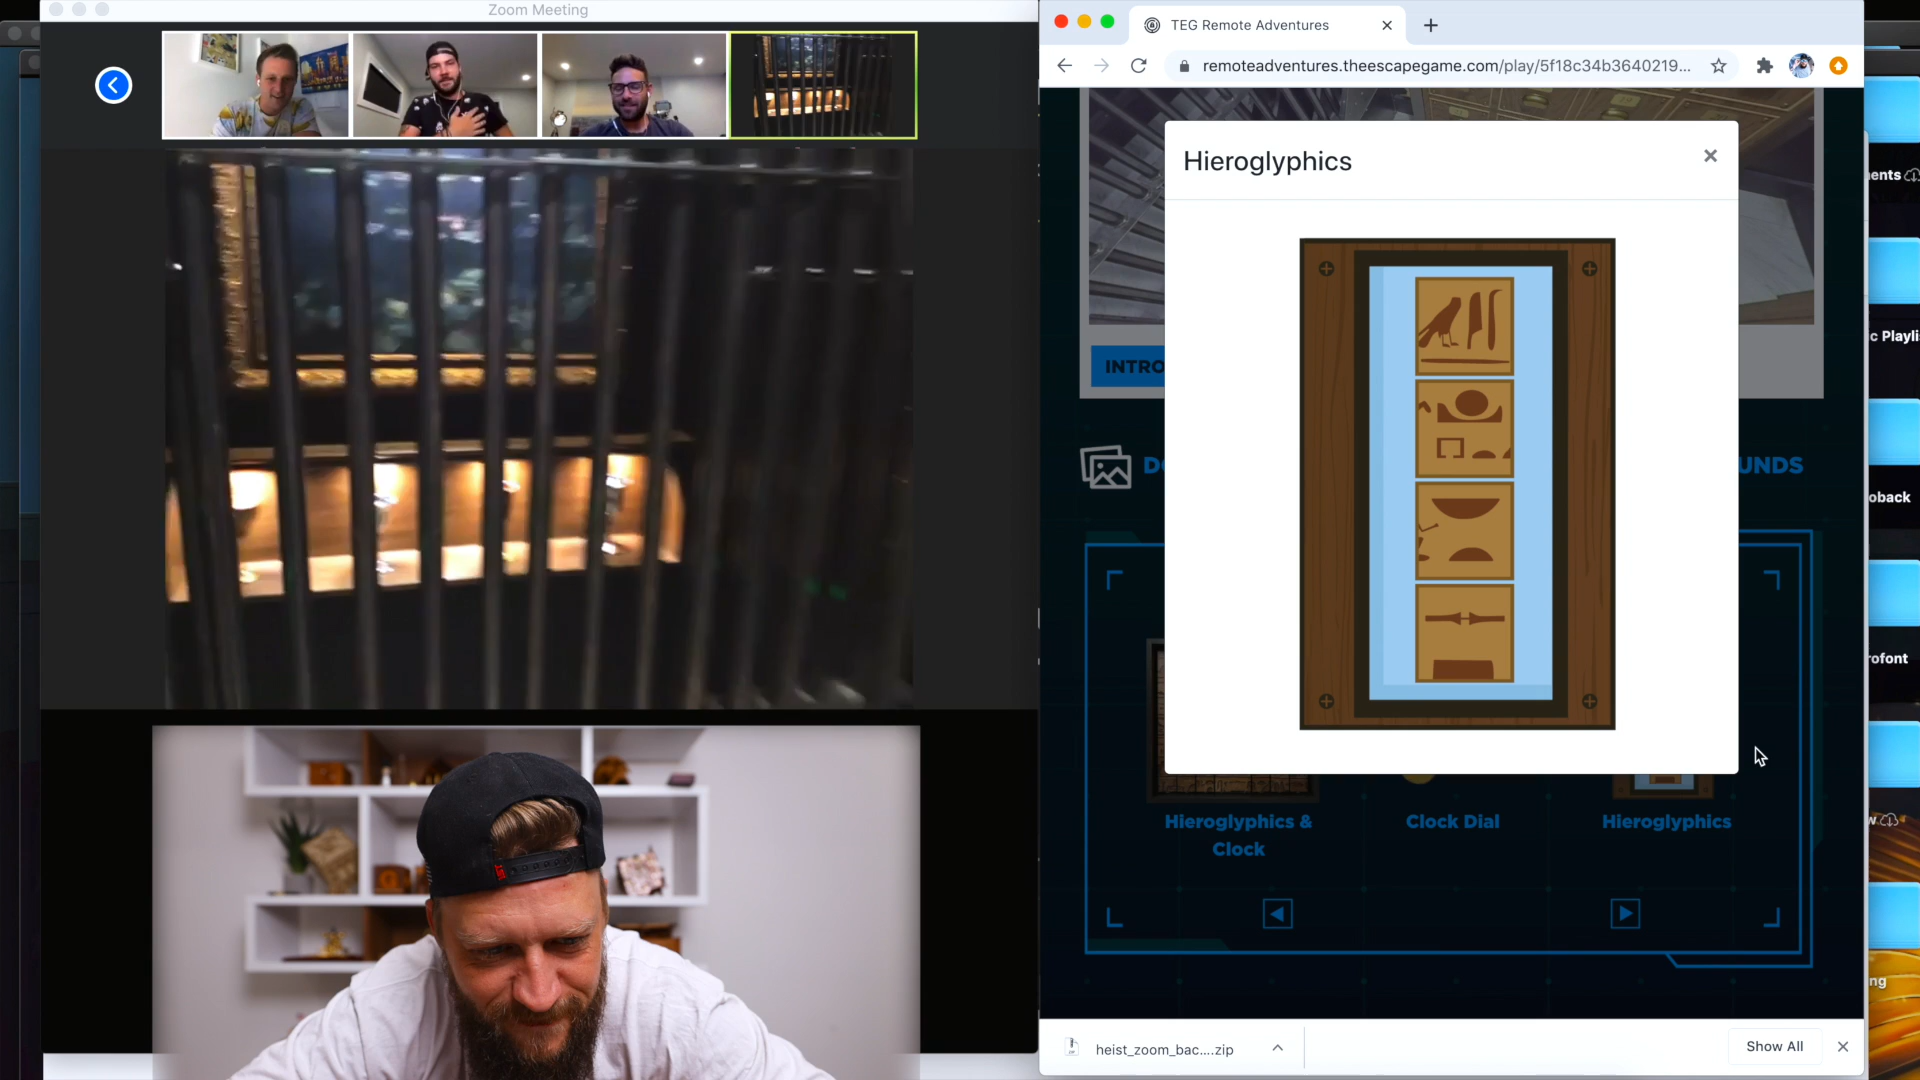 Zoom Meeting
TEG Remote Adventures
remoteadventures.theescapegame.com/play/5f18c34b3640219...
Hieroglyphics
INTRO
UNDS
Hieroglyphics &
Clock
Clock Dial
Hieroglyphics
heist_zoom_bac....zip
Show All
ents
c Playli
oback
rofont
w
ng